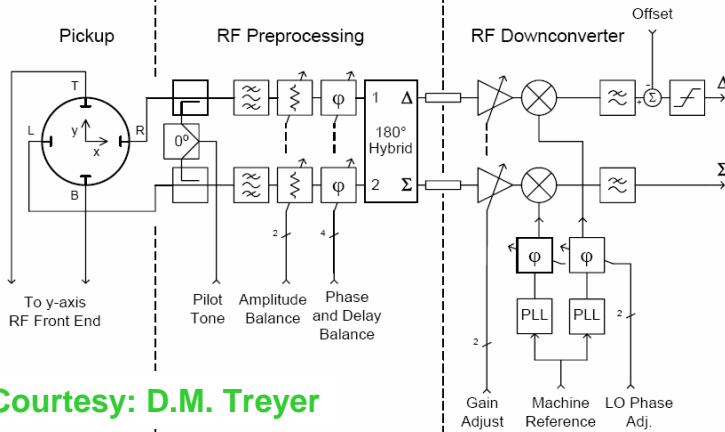 Pickup
RF Preprocessing
RF Downconverter
Offset
T
L
y
x
R
B
0º
φ
φ
1 Δ
180°
Hybrid
2 Σ
-
+
Σ
Δ
Σ
φ
φ
PLL
PLL
2
4
2
2
To y-axis
RF Front End
Pilot
Tone
Amplitude
Balance
Phase
and Delay
Balance
Gain
Adjust
Machine
Reference
LO Phase
Adj.
Courtesy: D.M. Treyer